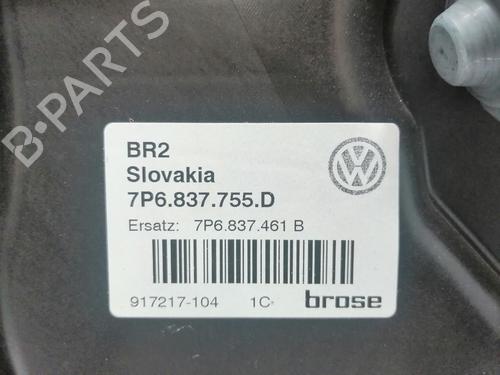 B-PARTS
BR2
Slovakia
7P6.837.755.D
Ersatz: 7P6.837.461 B
917217-104 1C- brose